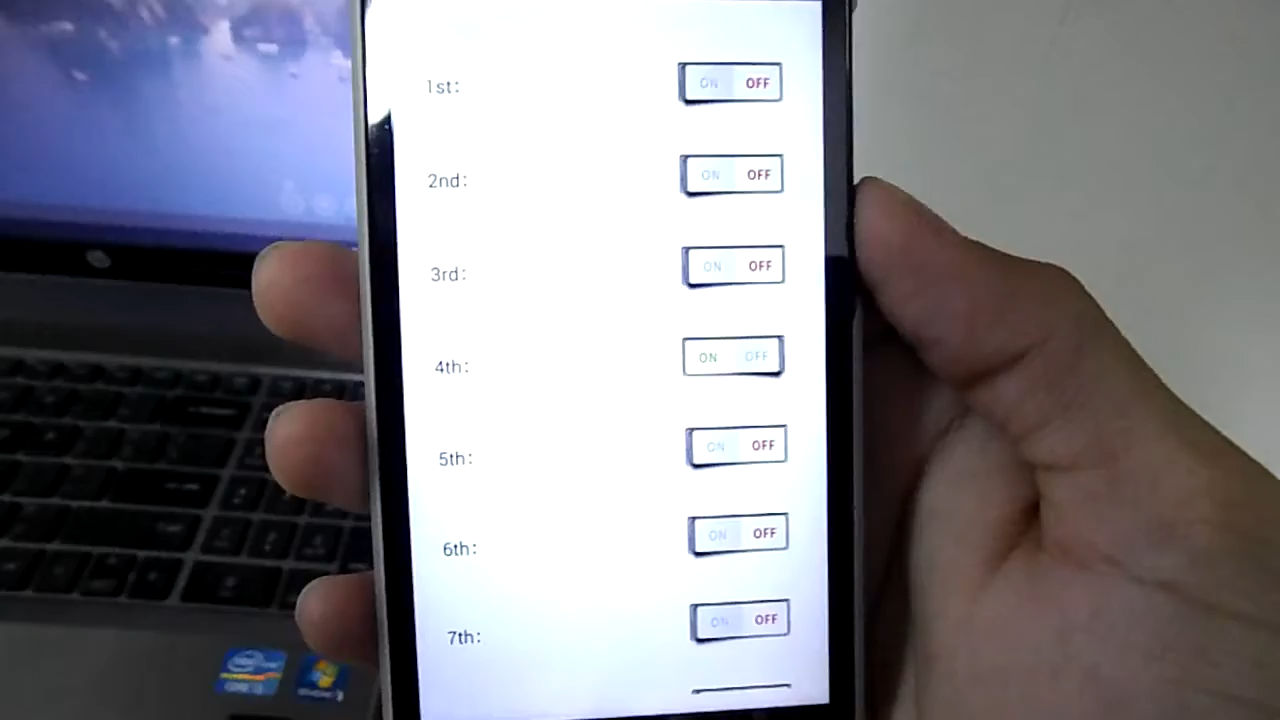 1st: ON OFF
2nd: ON OFF
3rd: ON OFF
4th: ON OFF
5th: ON OFF
6th: ON OFF
7th: ON OFF